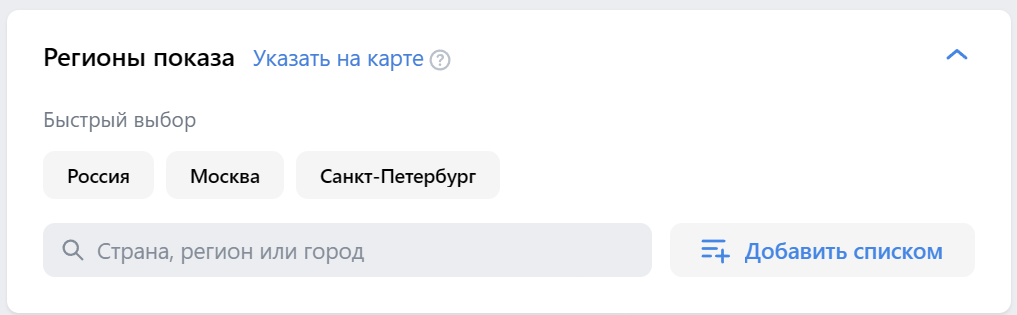 Регионы показа Указать на карте ?
Быстрый выбор
Россия Москва Санкт-Петербург
Страна, регион или город Добавить списком